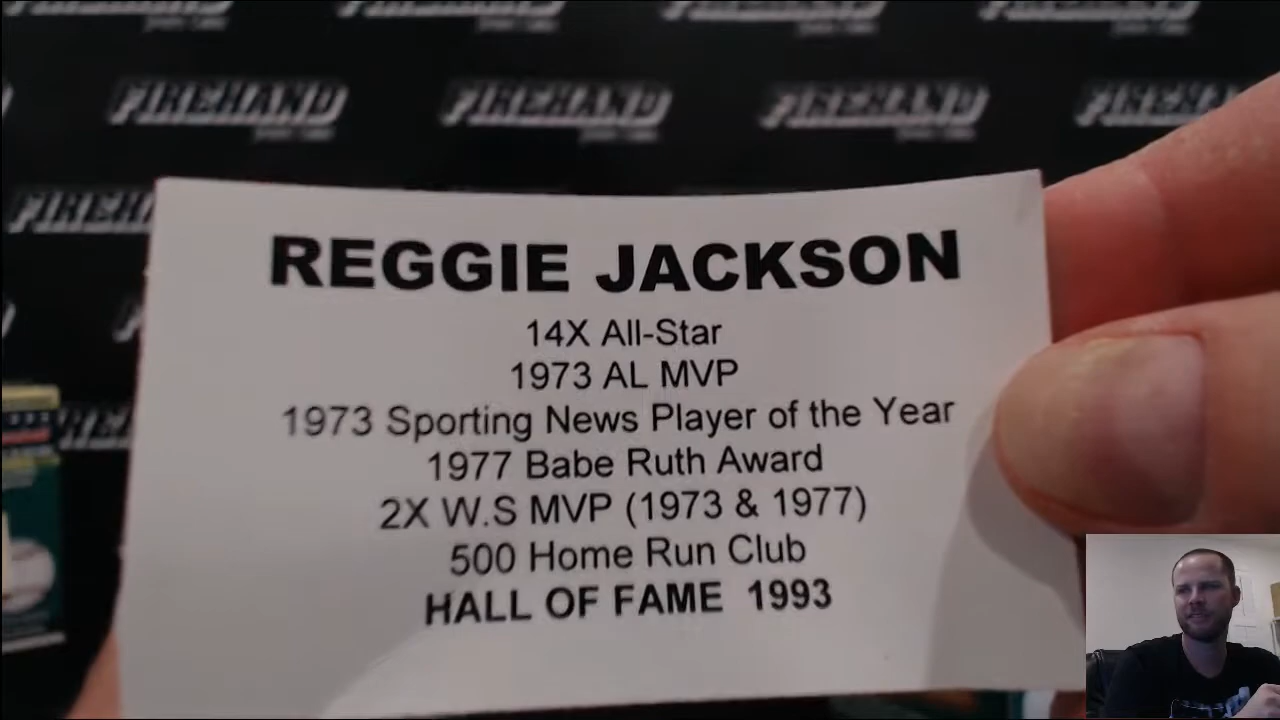 FIREHAND FIREHAND FIREHAND
REGGIE JACKSON
14X All-Star
1973 AL MVP
1973 Sporting News Player of the Year
1977 Babe Ruth Award
2X W.S MVP (1973 & 1977)
500 Home Run Club
HALL OF FAME 1993